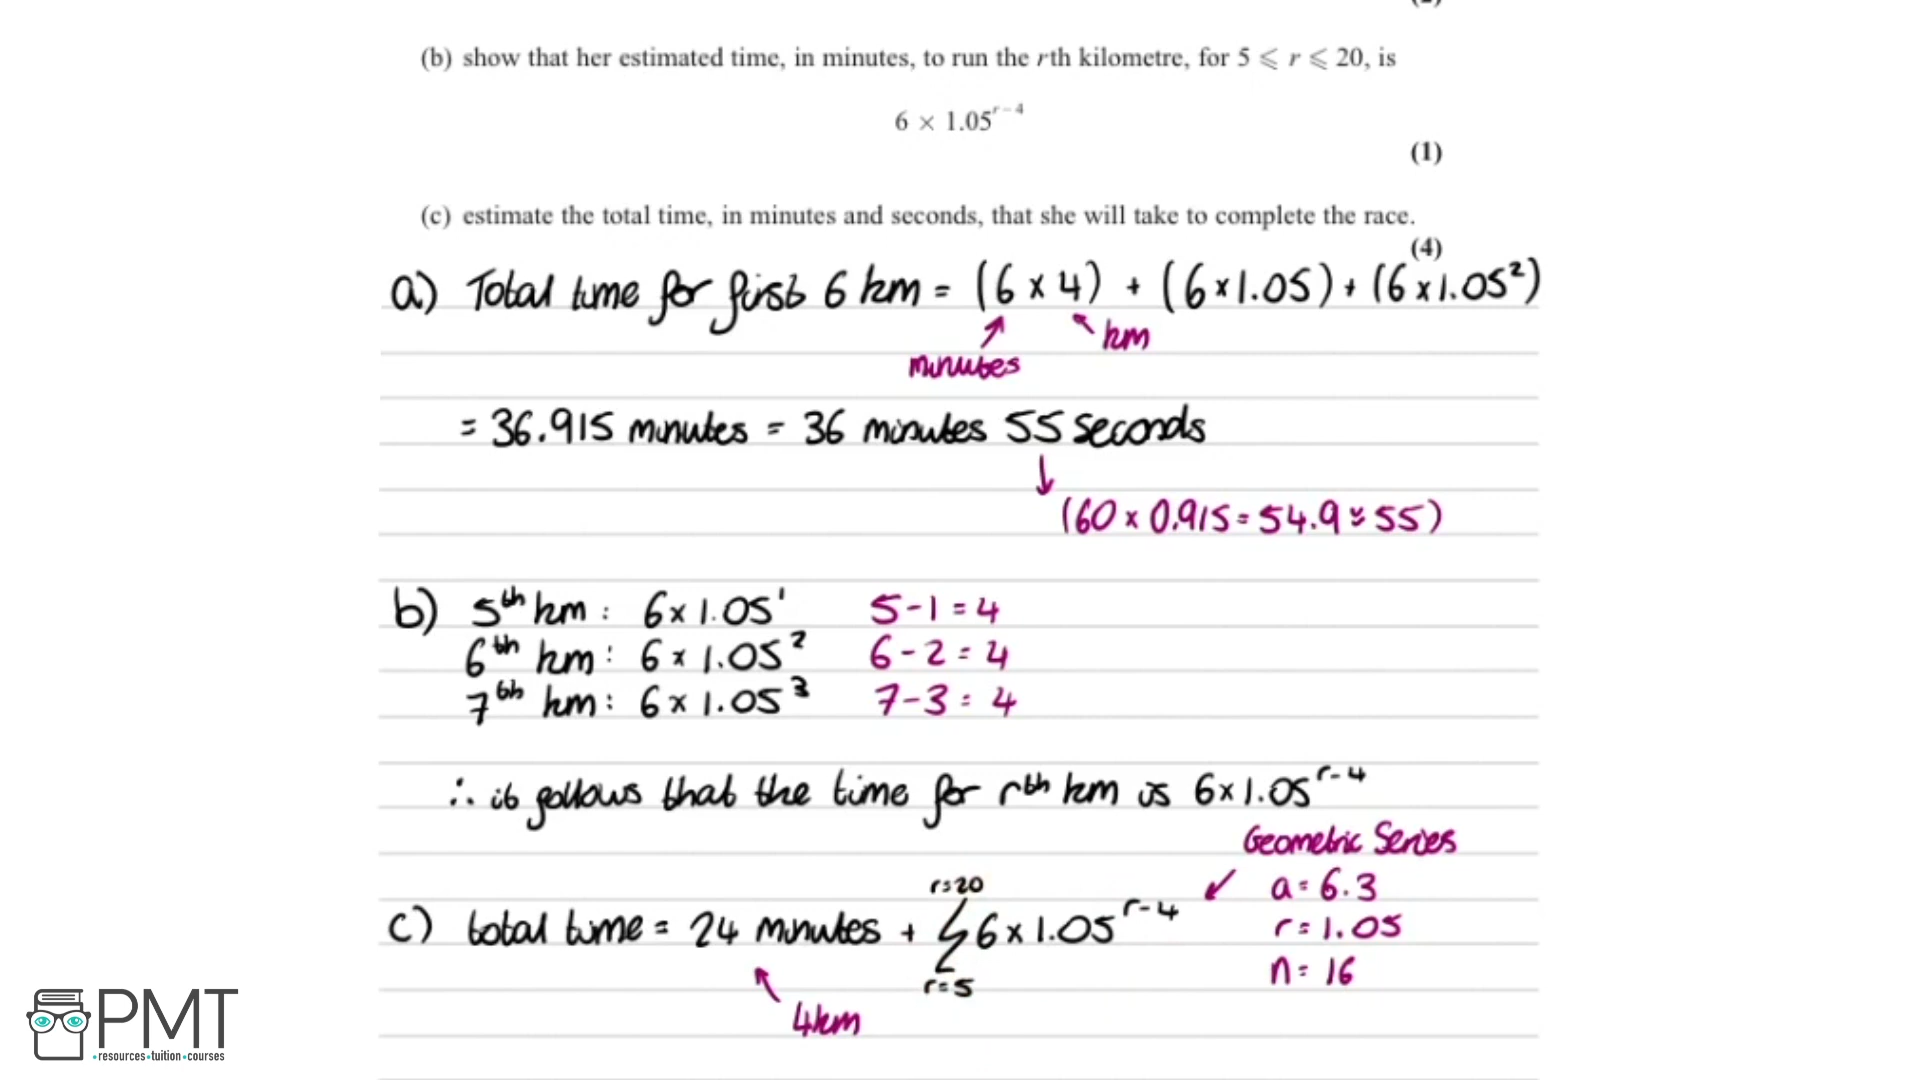 (b) show that her estimated time, in minutes, to run the rth kilometre, for 5 ⩽ r ⩽ 20, is
6 × 1.05^{r−4}
(1)
(c) estimate the total time, in minutes and seconds, that she will take to complete the race.
(4)
a) Total time for first 6 km = (6 × 4) + (6 × 1.05) + (6 × 1.05²)
minutes
km
= 36.915 minutes = 36 minutes 55 seconds
(60 × 0.915 = 54.9 ≈ 55)
b) 5th km : 6 × 1.05¹ 5 - 1 = 4
6th km : 6 × 1.05² 6 - 2 = 4
7th km : 6 × 1.05³ 7 - 3 = 4
∴ it follows that the time for rth km is 6 × 1.05^{r-4}
Geometric Series
a = 6.3
r = 1.05
n = 16
r=20
c) total time = 24 minutes + ∑ 6 × 1.05^{r-4}
r=5
4km
PMT
•resources•tuition•courses